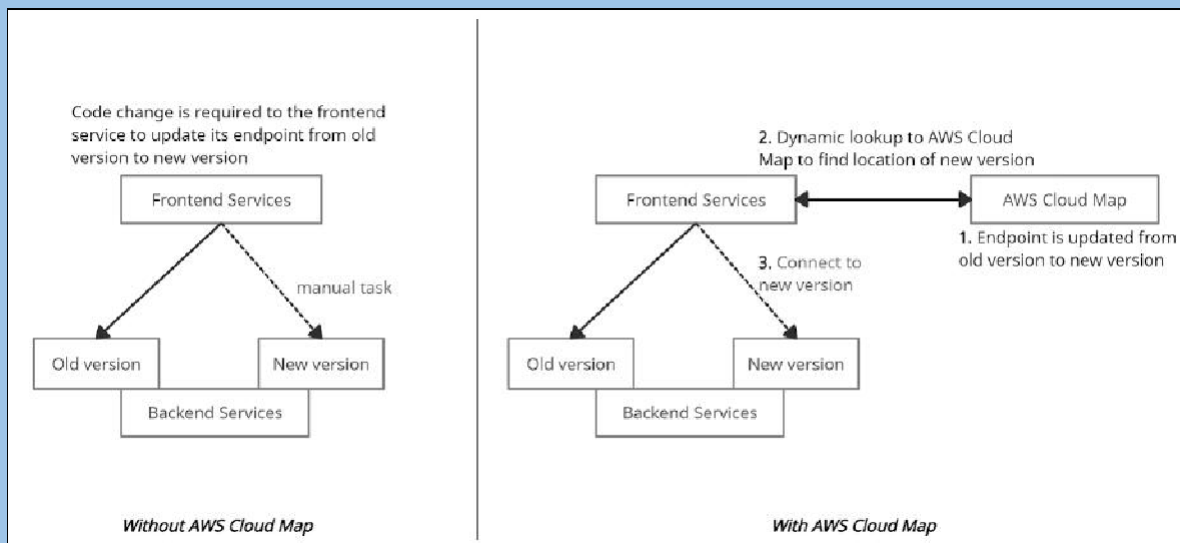 Code change is required to the frontend
service to update its endpoint from old
version to new version
Frontend Services
manual task
Old version
New version
Backend Services
Without AWS Cloud Map
2. Dynamic lookup to AWS Cloud
Map to find location of new version
Frontend Services
AWS Cloud Map
1. Endpoint is updated from
old version to new version
3. Connect to
new version
Old version
New version
Backend Services
With AWS Cloud Map